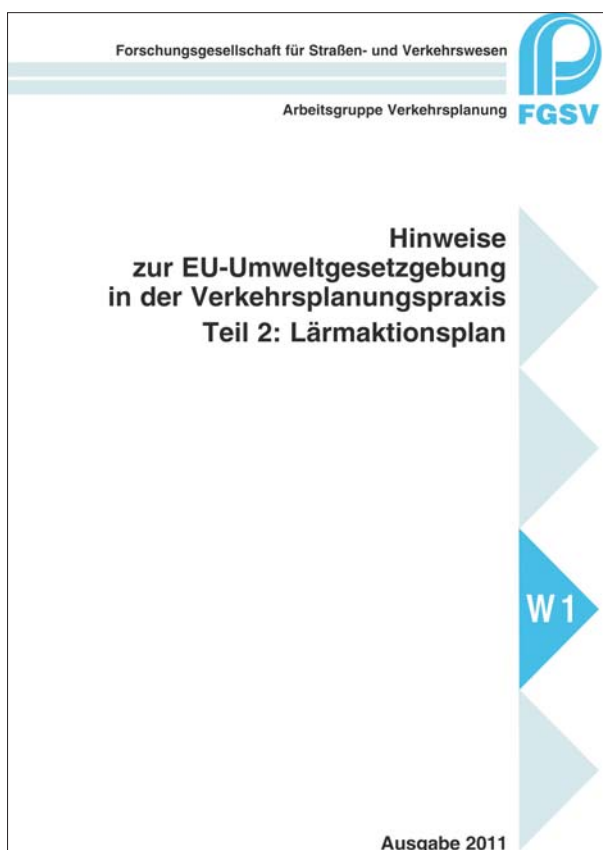 Forschungsgesellschaft für Straßen- und Verkehrswesen
Arbeitsgruppe Verkehrsplanung
FGSV
Hinweise
zur EU-Umweltgesetzgebung
in der Verkehrsplanungspraxis
Teil 2: Lärmaktionsplan
W 1
Ausgabe 2011